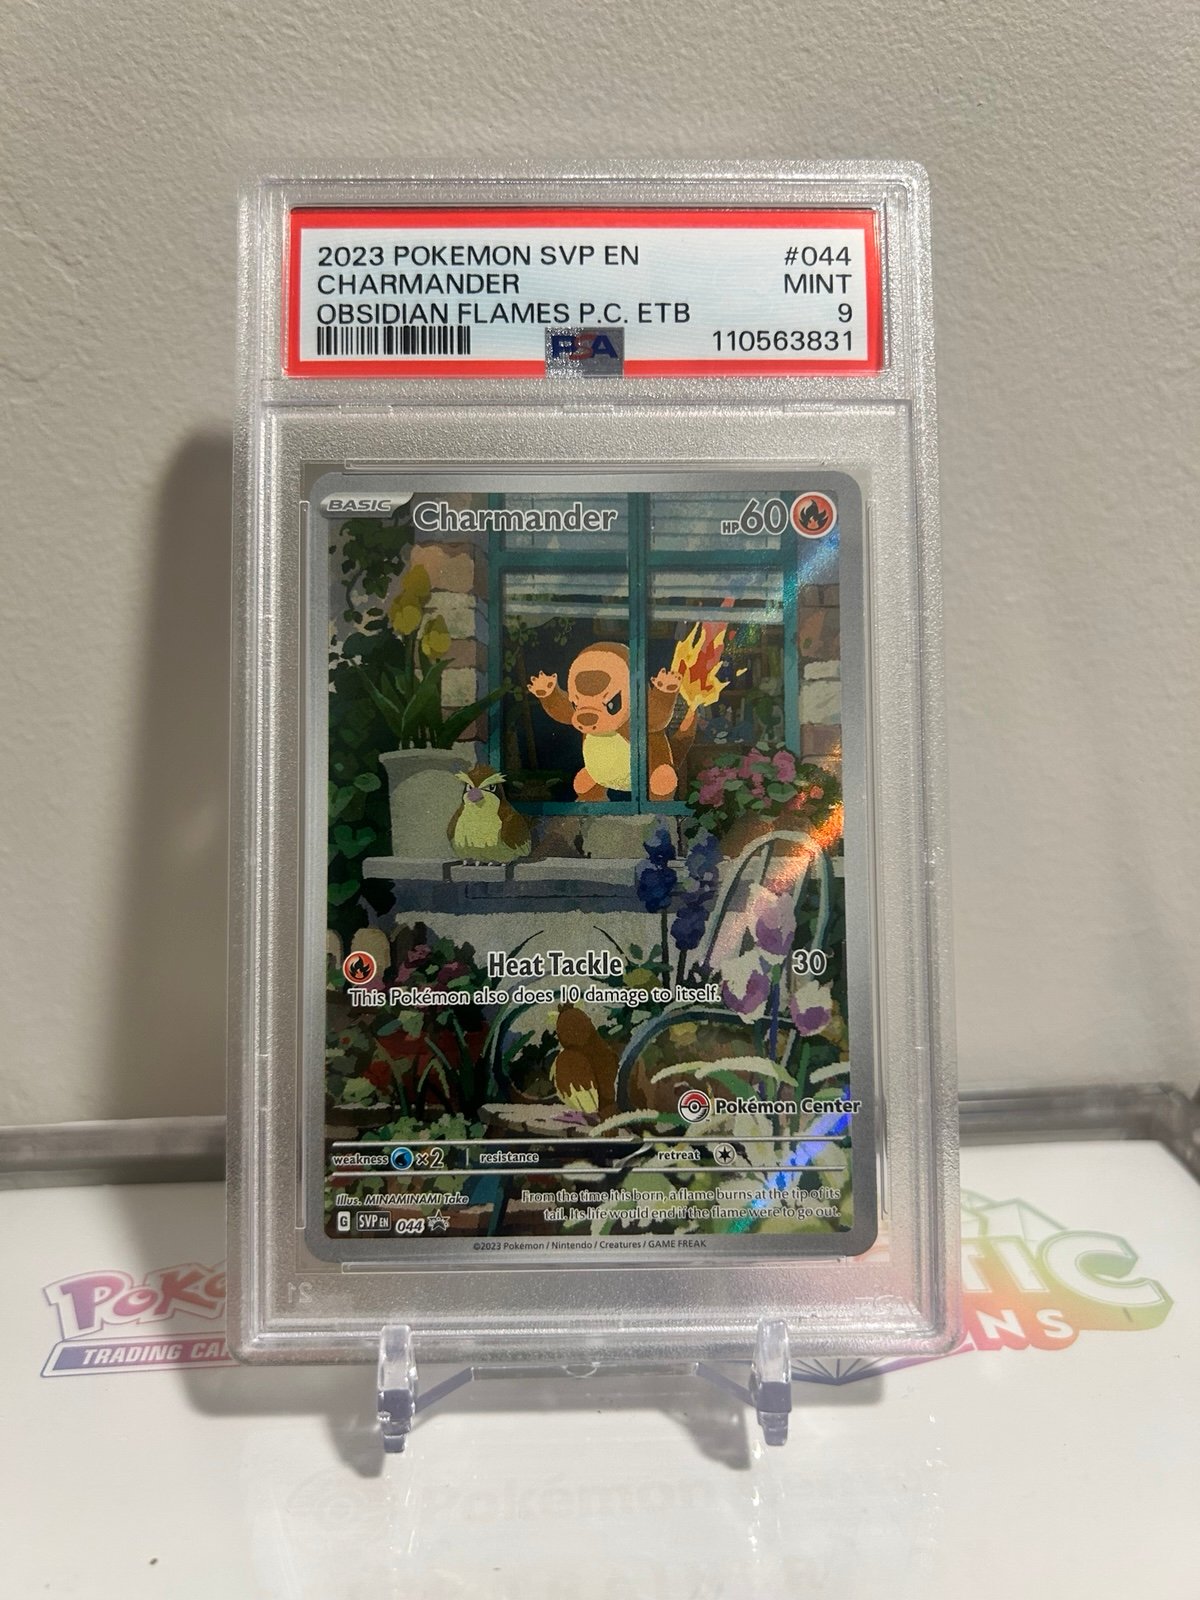 2023 POKEMON SVP EN #044
CHARMANDER MINT
OBSIDIAN FLAMES P.C. ETB 9
PSA 110563831
BASIC Charmander HP 60
Heat Tackle 30
This Pokémon also does 10 damage to itself.
Pokémon Center
weakness ×2 resistance retreat
Illus. MINAMINAMI Take
From the time it is born, a flame burns at the tip of its
tail. Its life would end if the flame were to go out.
G SVP EN 044
©2023 Pokémon / Nintendo / Creatures / GAME FREAK
TRADING